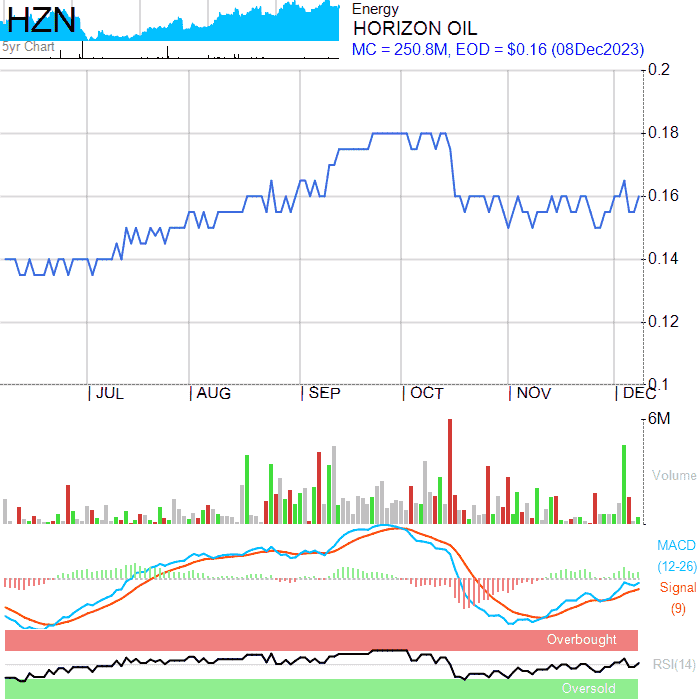 HZN
5yr Chart
Energy
HORIZON OIL
MC = 250.8M, EOD = $0.16 (08Dec2023)
0.2
0.18
0.16
0.14
0.12
0.1
JUL AUG SEP OCT NOV DEC
6M
Volume
MACD
(12-26)
Signal
(9)
Overbought
RSI(14)
Oversold